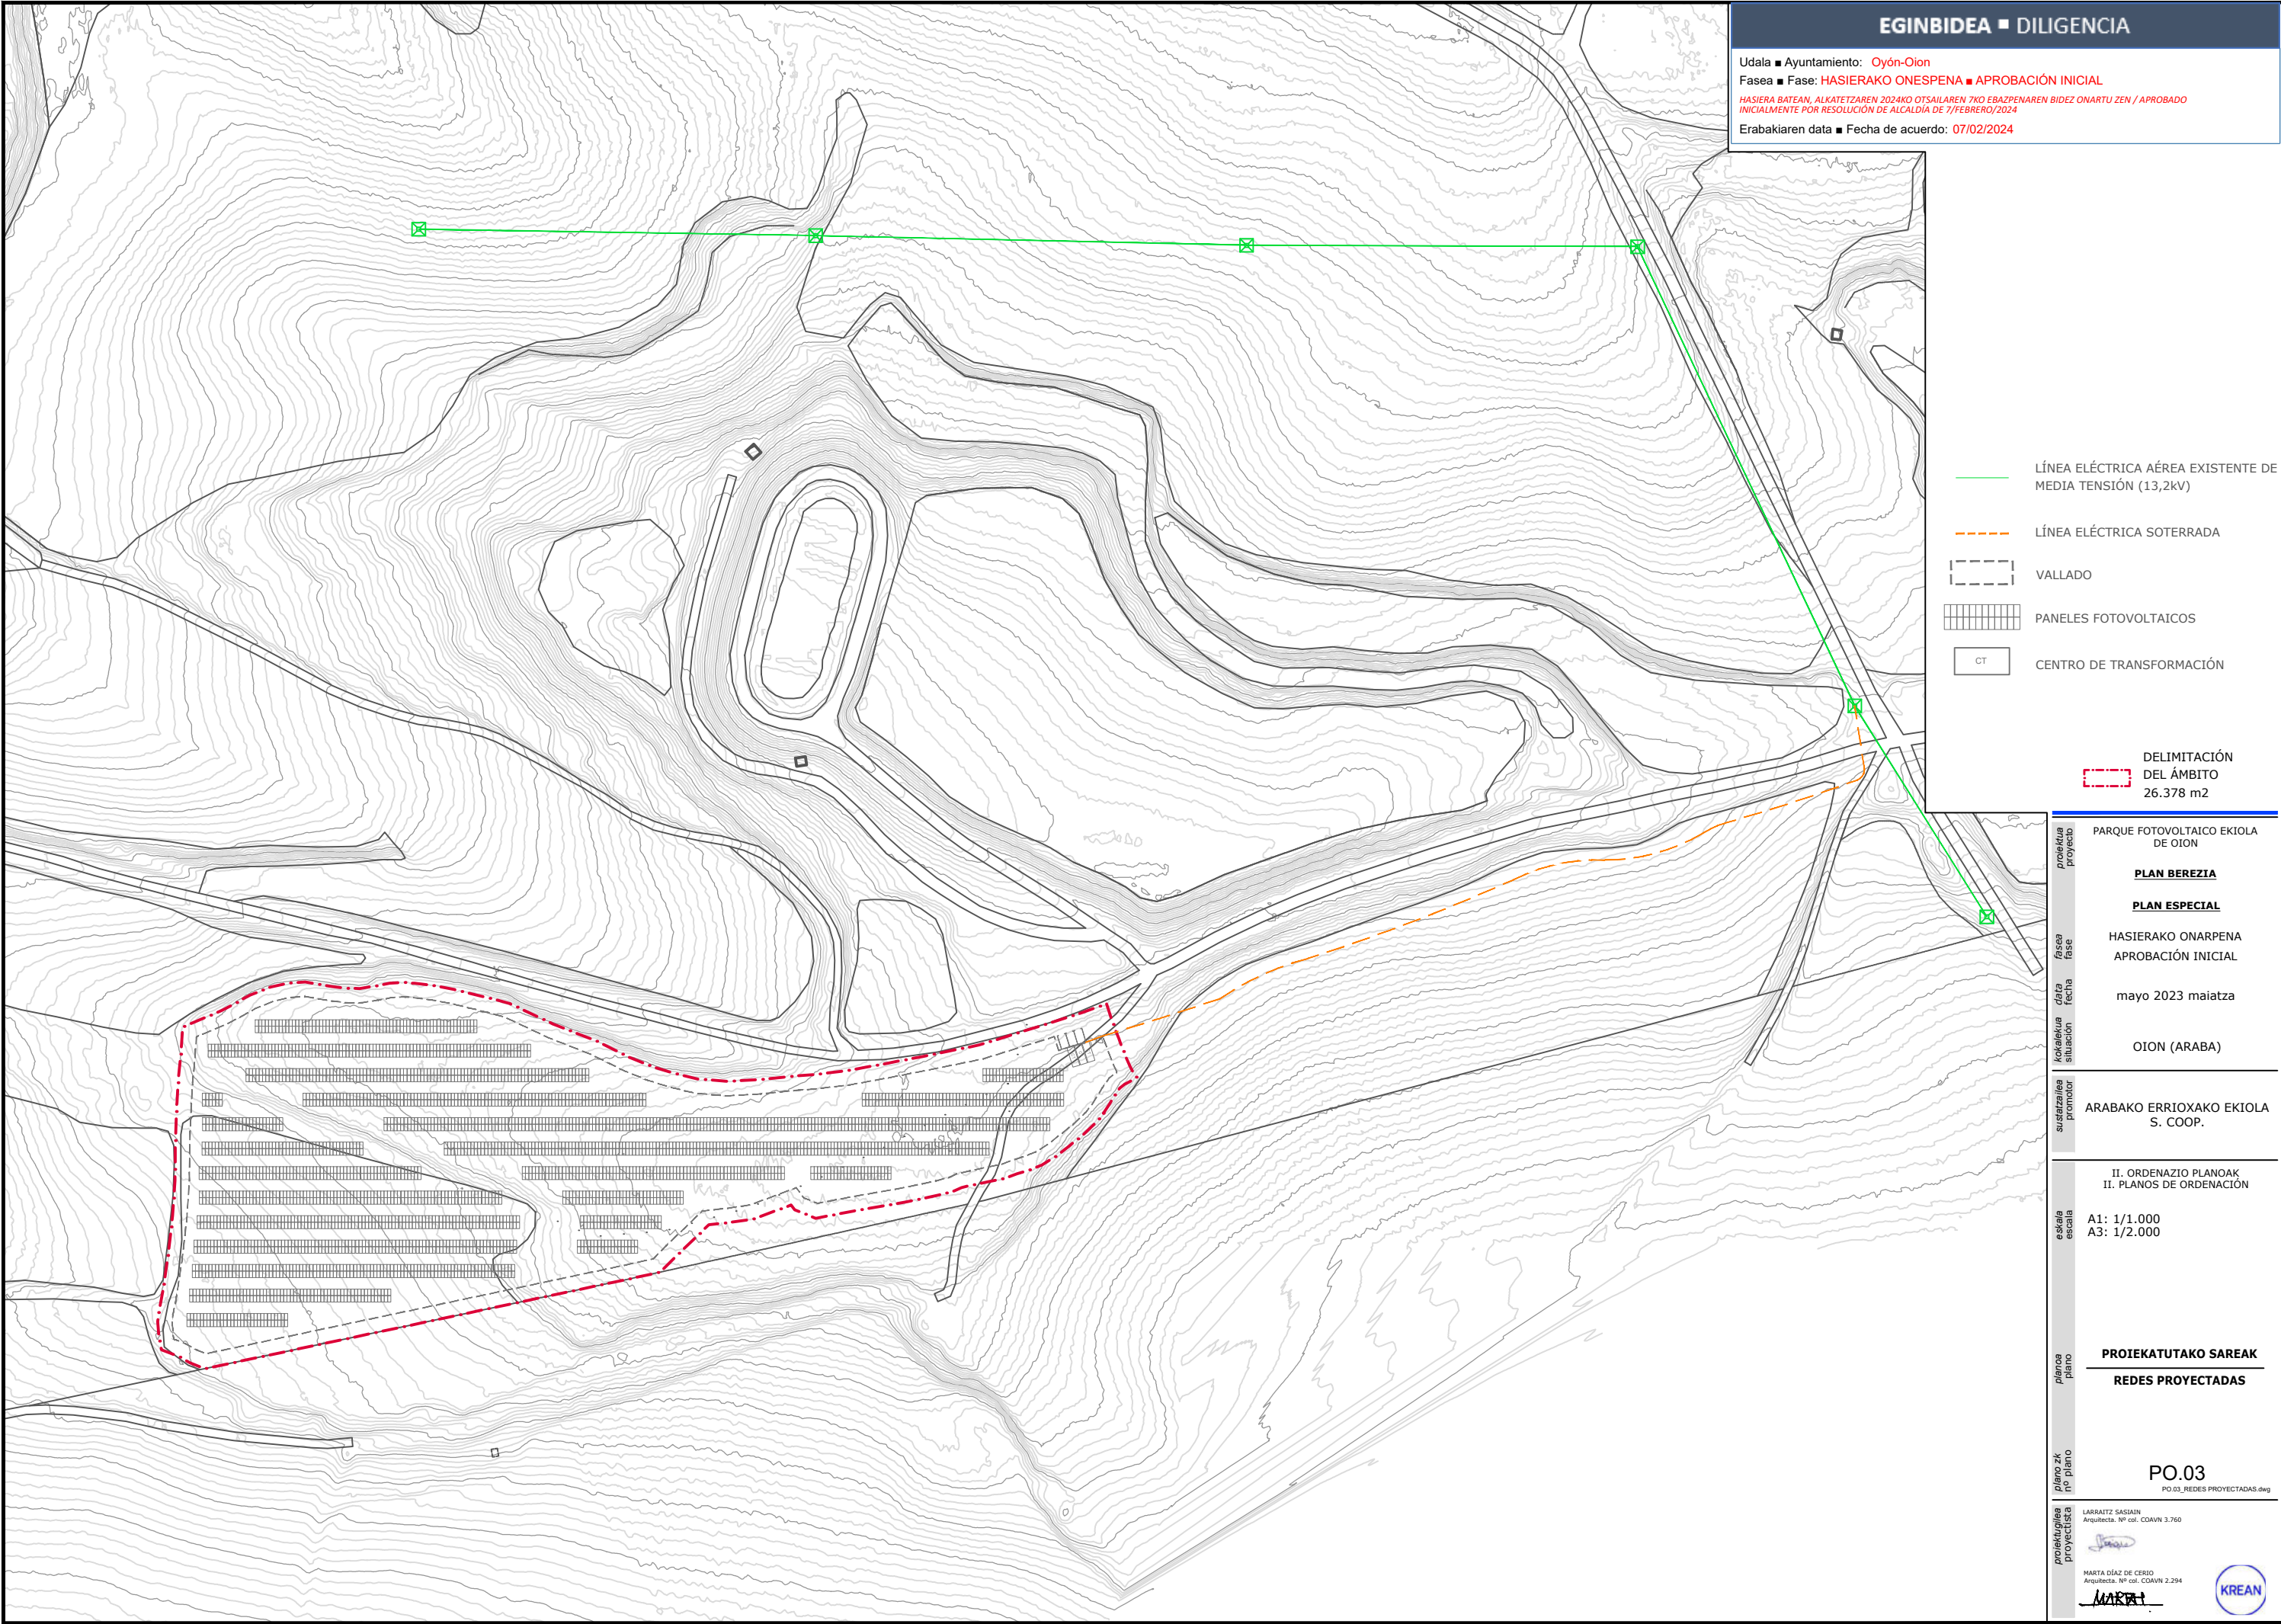 EGINBIDEA ▪ DILIGENCIA
Udala ■ Ayuntamiento: Oyón-Oion
Fasea ■ Fase: HASIERAKO ONESPENA ■ APROBACIÓN INICIAL
HASIERA BATEAN, ALKATETZAREN 2024KO OTSAILAREN 7KO EBAZPENAREN BIDEZ ONARTU ZEN / APROBADO
INICIALMENTE POR RESOLUCIÓN DE ALCALDÍA DE 7/FEBRERO/2024
Erabakiaren data ■ Fecha de acuerdo: 07/02/2024
LÍNEA ELÉCTRICA AÉREA EXISTENTE DE
MEDIA TENSIÓN (13,2kV)
LÍNEA ELÉCTRICA SOTERRADA
VALLADO
PANELES FOTOVOLTAICOS
CT
CENTRO DE TRANSFORMACIÓN
DELIMITACIÓN
DEL ÁMBITO
26.378 m2
proiektua
proyecto
PARQUE FOTOVOLTAICO EKIOLA
DE OION
PLAN BEREZIA
PLAN ESPECIAL
fasea
fase
HASIERAKO ONARPENA
APROBACIÓN INICIAL
data
fecha
mayo 2023 maiatza
kokalekua
situación
OION (ARABA)
sustatzailea
promotor
ARABAKO ERRIOXAKO EKIOLA
S. COOP.
II. ORDENAZIO PLANOAK
II. PLANOS DE ORDENACIÓN
eskala
escala
A1: 1/1.000
A3: 1/2.000
planoa
plano
PROIEKATUTAKO SAREAK
REDES PROYECTADAS
plano zk
nº plano
PO.03
PO.03_REDES PROYECTADAS.dwg
proiektugilea
proyectista
LARRAITZ SASIAIN
Arquitecta. Nº col. COAVN 3.760
MARTA DÍAZ DE CERIO
Arquitecta. Nº col. COAVN 2.294
KREAN